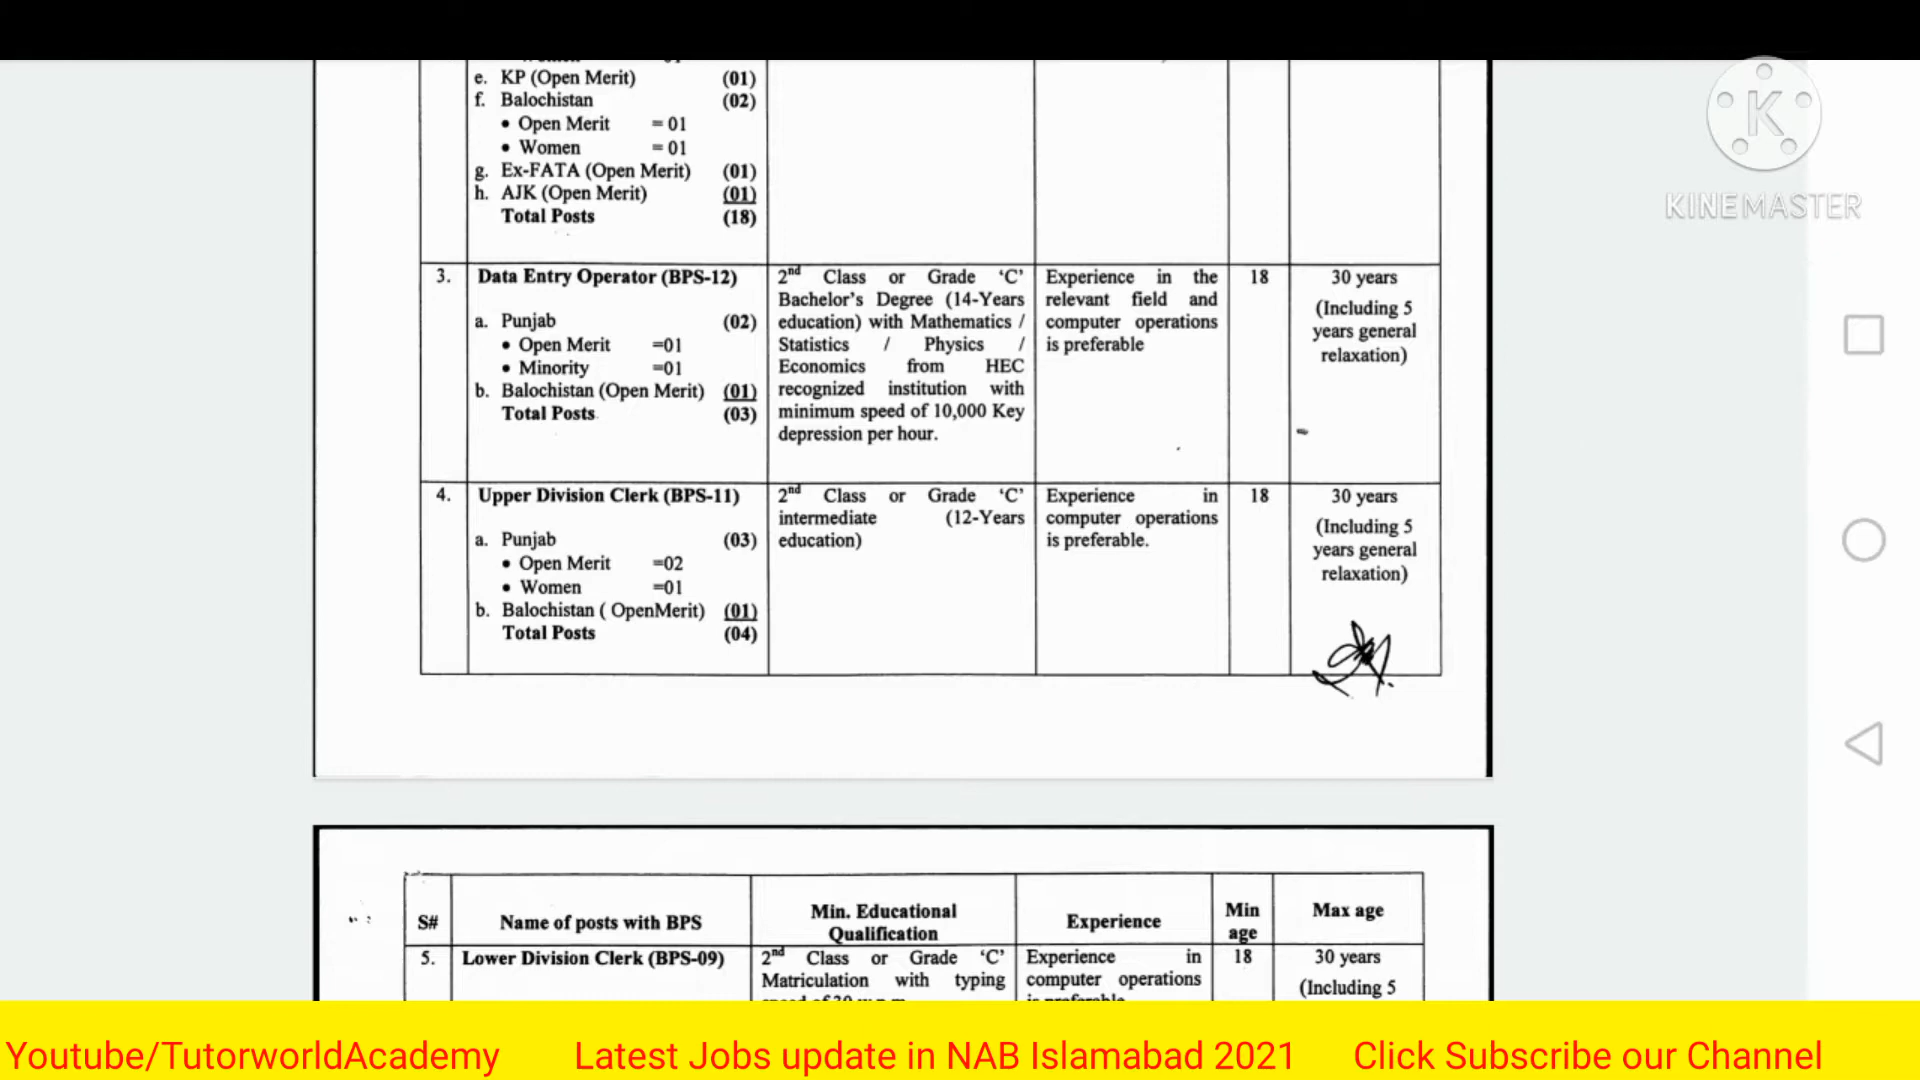 e. KP (Open Merit) (01)
f. Balochistan (02)
• Open Merit = 01
• Women = 01
g. Ex-FATA (Open Merit) (01)
h. AJK (Open Merit) (01)
Total Posts (18)
3.
Data Entry Operator (BPS-12)
a. Punjab (02)
• Open Merit =01
• Minority =01
b. Balochistan (Open Merit) (01)
Total Posts (03)
2nd Class or Grade ‘C’
Bachelor’s Degree (14-Years
education) with Mathematics /
Statistics / Physics /
Economics from HEC
recognized institution with
minimum speed of 10,000 Key
depression per hour.
Experience in the
relevant field and
computer operations
is preferable
18
30 years
(Including 5
years general
relaxation)
4.
Upper Division Clerk (BPS-11)
a. Punjab (03)
• Open Merit =02
• Women =01
b. Balochistan ( OpenMerit) (01)
Total Posts (04)
2nd Class or Grade ‘C’
intermediate (12-Years
education)
Experience in
computer operations
is preferable.
18
30 years
(Including 5
years general
relaxation)
S#
Name of posts with BPS
Min. Educational
Qualification
Experience
Min
age
Max age
5.
Lower Division Clerk (BPS-09)
2nd Class or Grade ‘C’
Matriculation with typing
Experience in
computer operations
18
30 years
(Including 5
K
KINEMASTER
Youtube/TutorworldAcademy Latest Jobs update in NAB Islamabad 2021 Click Subscribe our Channel